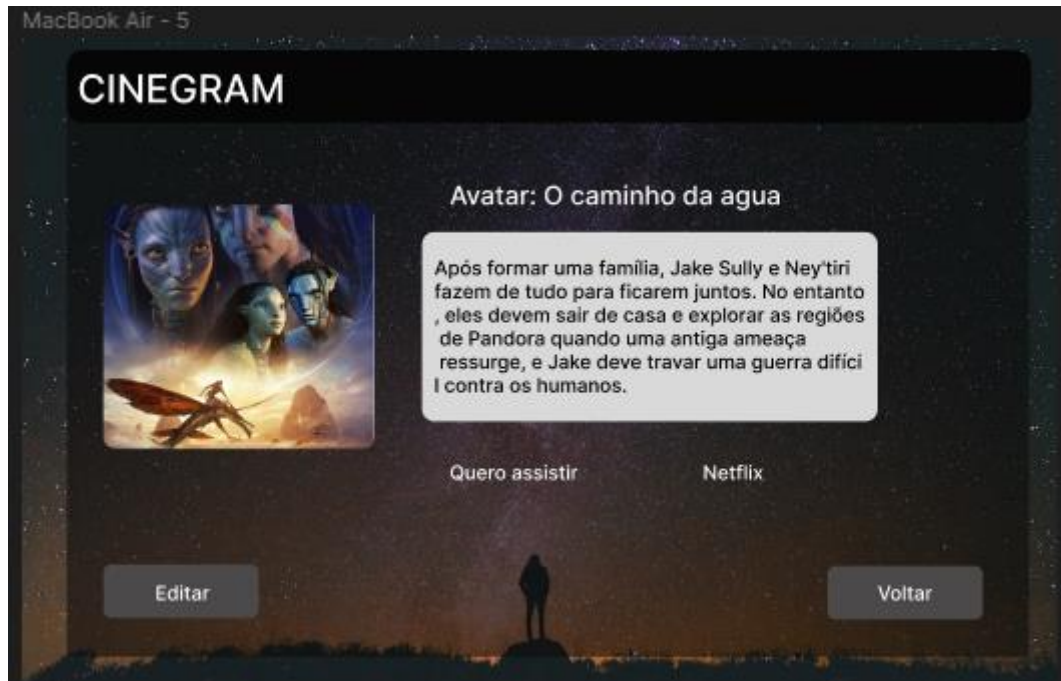 MacBook Air - 5
CINEGRAM
Avatar: O caminho da agua
Após formar uma família, Jake Sully e Ney'tiri
fazem de tudo para ficarem juntos. No entanto
, eles devem sair de casa e explorar as regiões
de Pandora quando uma antiga ameaça
ressurge, e Jake deve travar uma guerra difíci
l contra os humanos.
Quero assistir Netflix
Editar Voltar